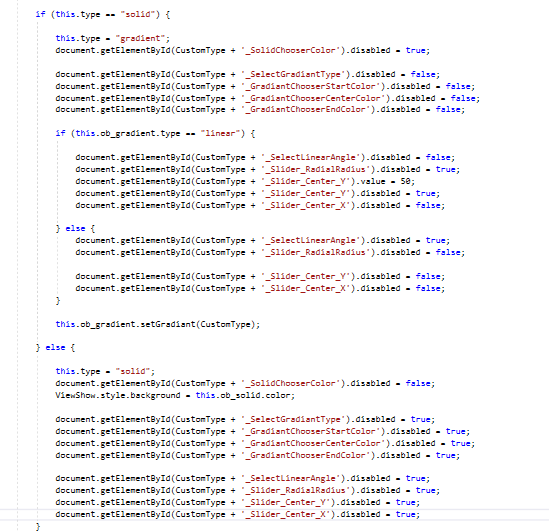 if (this.type == "solid") {
this.type = "gradient";
document.getElementById(CustomType + '_SolidChooserColor').disabled = true;
document.getElementById(CustomType + '_SelectGradiantType').disabled = false;
document.getElementById(CustomType + '_GradiantChooserStartColor').disabled = false;
document.getElementById(CustomType + '_GradiantChooserCenterColor').disabled = false;
document.getElementById(CustomType + '_GradiantChooserEndColor').disabled = false;
if (this.ob_gradient.type == "linear") {
document.getElementById(CustomType + '_SelectLinearAngle').disabled = false;
document.getElementById(CustomType + '_Slider_RadialRadius').disabled = true;
document.getElementById(CustomType + '_Slider_Center_Y').value = 50;
document.getElementById(CustomType + '_Slider_Center_Y').disabled = true;
document.getElementById(CustomType + '_Slider_Center_X').disabled = false;
} else {
document.getElementById(CustomType + '_SelectLinearAngle').disabled = true;
document.getElementById(CustomType + '_Slider_RadialRadius').disabled = false;
document.getElementById(CustomType + '_Slider_Center_Y').disabled = false;
document.getElementById(CustomType + '_Slider_Center_X').disabled = false;
}
this.ob_gradient.setGradiant(CustomType);
} else {
this.type = "solid";
document.getElementById(CustomType + '_SolidChooserColor').disabled = false;
ViewShow.style.background = this.ob_solid.color;
document.getElementById(CustomType + '_SelectGradiantType').disabled = true;
document.getElementById(CustomType + '_GradiantChooserStartColor').disabled = true;
document.getElementById(CustomType + '_GradiantChooserCenterColor').disabled = true;
document.getElementById(CustomType + '_GradiantChooserEndColor').disabled = true;
document.getElementById(CustomType + '_SelectLinearAngle').disabled = true;
document.getElementById(CustomType + '_Slider_RadialRadius').disabled = true;
document.getElementById(CustomType + '_Slider_Center_Y').disabled = true;
document.getElementById(CustomType + '_Slider_Center_X').disabled = true;
}